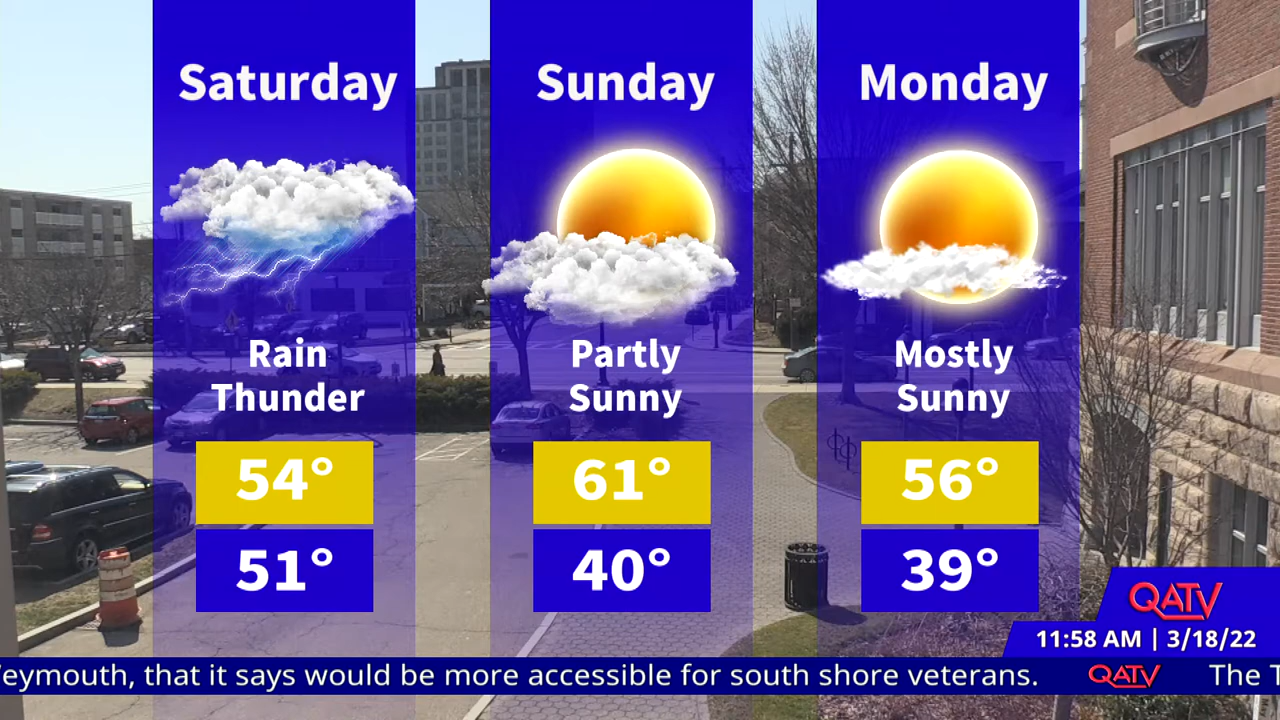 Saturday
Rain
Thunder
54°
51°
Sunday
Partly
Sunny
61°
40°
Monday
Mostly
Sunny
56°
39°
QATV
11:58 AM | 3/18/22
eymouth, that it says would be more accessible for south shore veterans.
QATV
The T